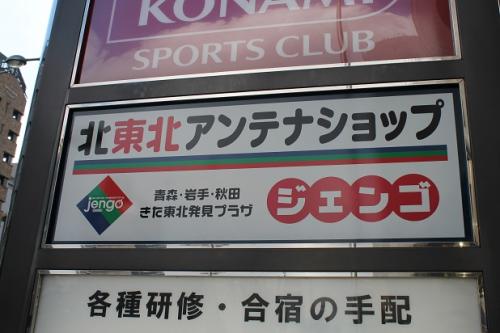 KONAMI
SPORTS CLUB
北東北アンテナショップ
jengo
青森・岩手・秋田
きた東北発見プラザ
ジェンゴ
各種研修・合宿の手配